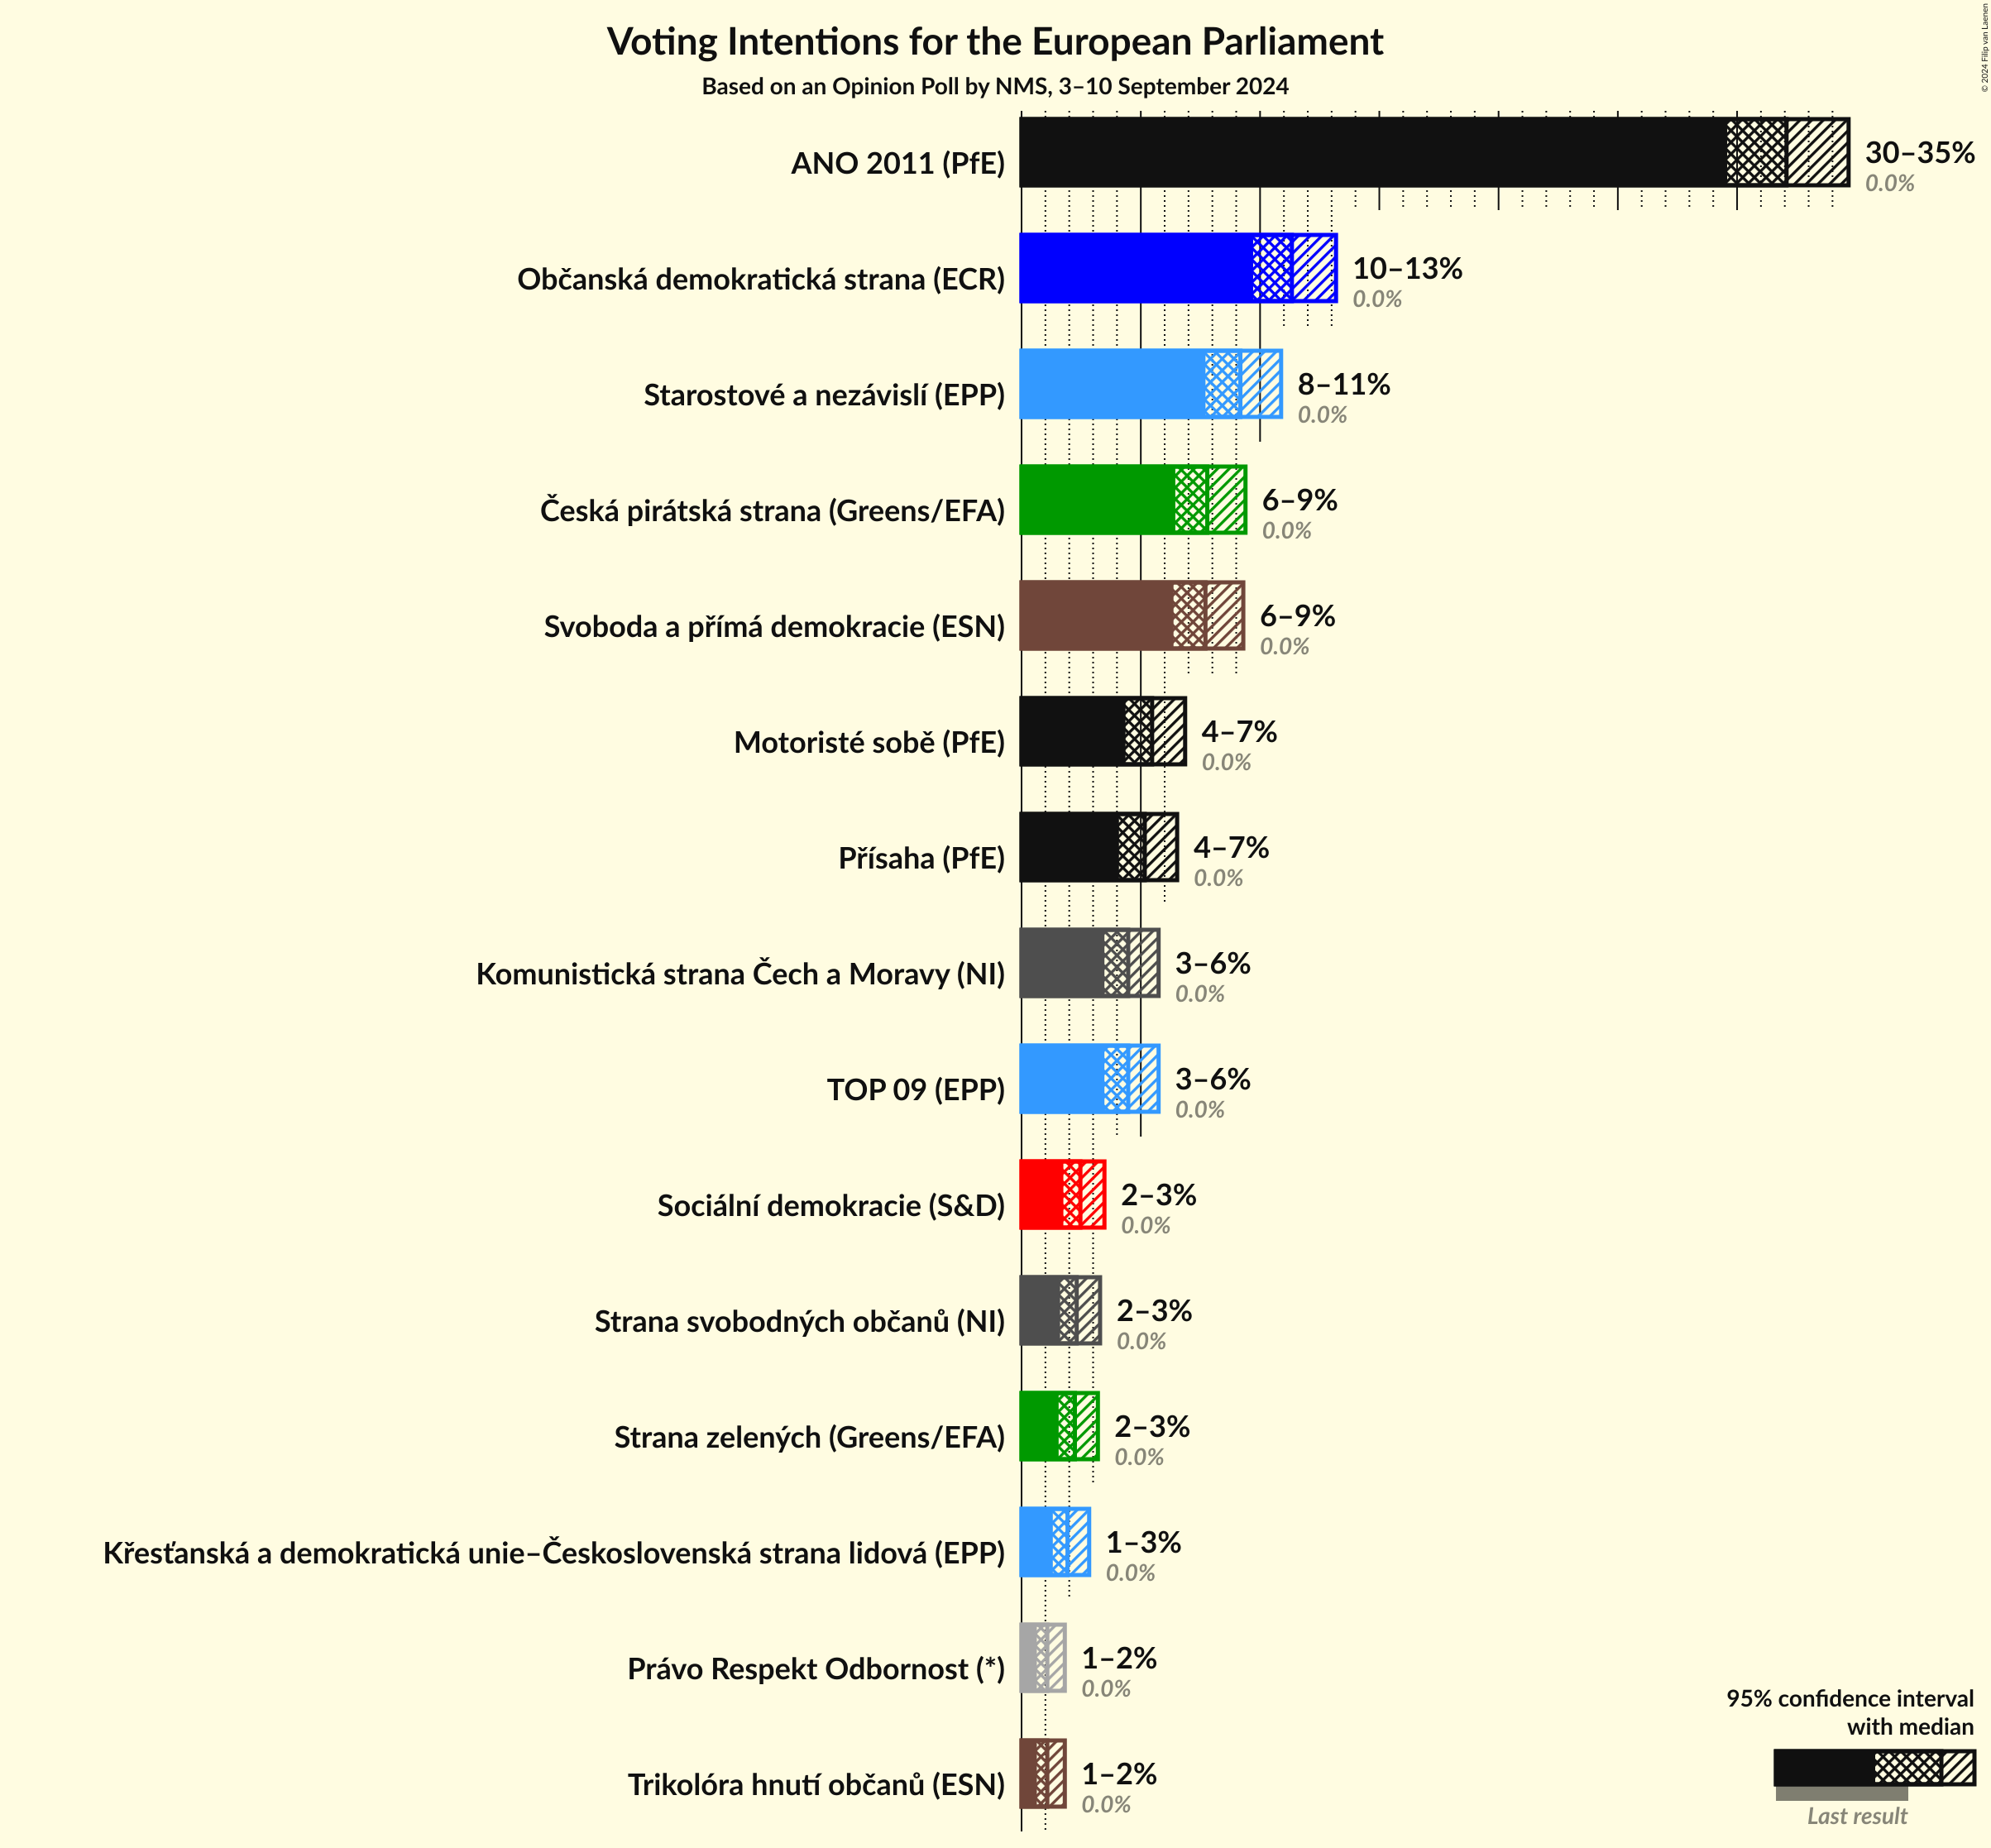 Voting Intentions for the European Parliament
Based on an Opinion Poll by NMS, 3–10 September 2024
© 2024 Filip van Laenen
ANO 2011 (PfE)
30–35%
0.0%
Občanská demokratická strana (ECR)
10–13%
0.0%
Starostové a nezávislí (EPP)
8–11%
0.0%
Česká pirátská strana (Greens/EFA)
6–9%
0.0%
Svoboda a přímá demokracie (ESN)
6–9%
0.0%
Motoristé sobě (PfE)
4–7%
0.0%
Přísaha (PfE)
4–7%
0.0%
Komunistická strana Čech a Moravy (NI)
3–6%
0.0%
TOP 09 (EPP)
3–6%
0.0%
Sociální demokracie (S&D)
2–3%
0.0%
Strana svobodných občanů (NI)
2–3%
0.0%
Strana zelených (Greens/EFA)
2–3%
0.0%
Křesťanská a demokratická unie–Československá strana lidová (EPP)
1–3%
0.0%
Právo Respekt Odbornost (*)
1–2%
0.0%
Trikolóra hnutí občanů (ESN)
1–2%
0.0%
95% confidence interval
with median
Last result